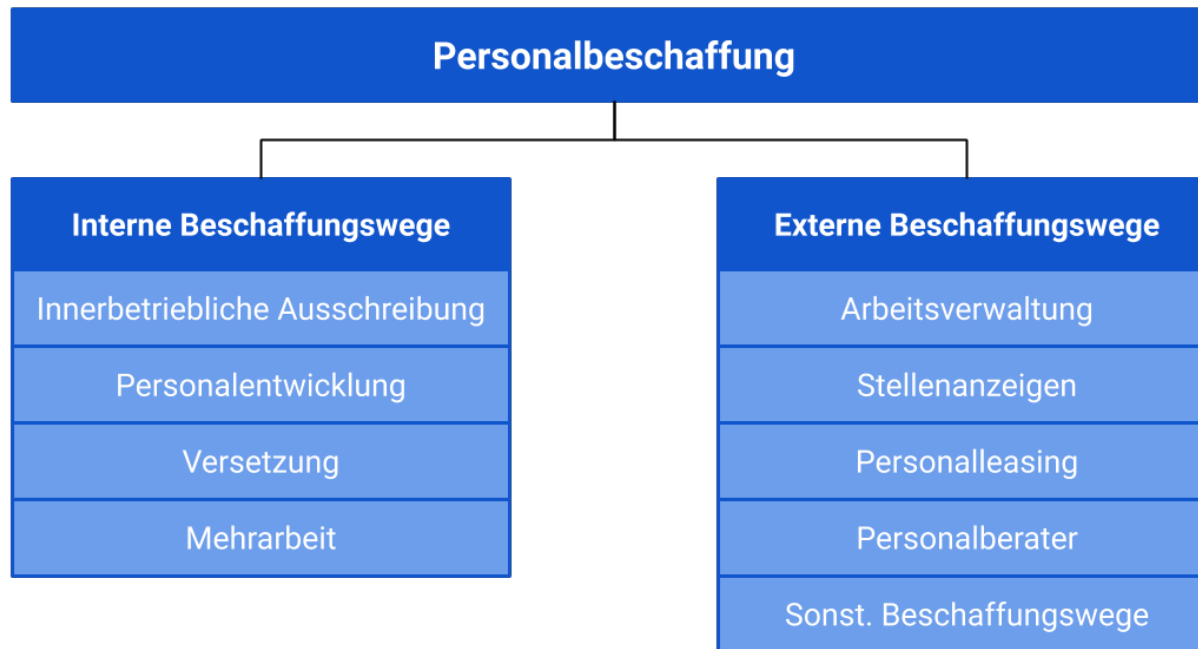 Personalbeschaffung
Interne Beschaffungswege
Innerbetriebliche Ausschreibung
Personalentwicklung
Versetzung
Mehrarbeit
Externe Beschaffungswege
Arbeitsverwaltung
Stellenanzeigen
Personalleasing
Personalberater
Sonst. Beschaffungswege